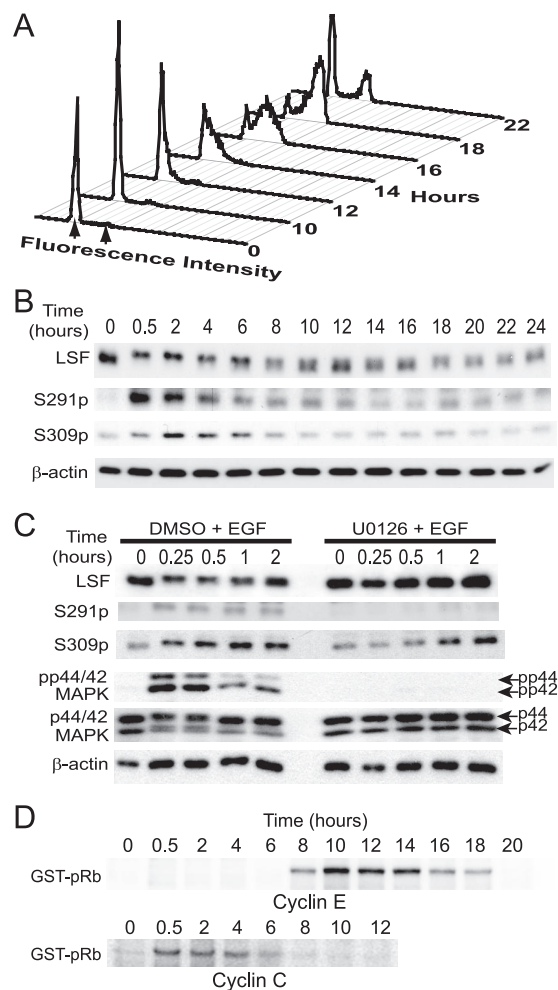 A
22
18
16
14
Hours
12
10
0
Fluorescence Intensity
B
Time
(hours) 0 0.5 2 4 6 8 10 12 14 16 18 20 22 24
LSF
S291p
S309p
β-actin
C
DMSO + EGF U0126 + EGF
Time
(hours) 0 0.25 0.5 1 2 0 0.25 0.5 1 2
LSF
S291p
S309p
pp44/42
MAPK
pp44
pp42
p44/42
MAPK
p44
p42
β-actin
D
Time (hours)
0 0.5 2 4 6 8 10 12 14 16 18 20
GST-pRb
Cyclin E
0 0.5 2 4 6 8 10 12
GST-pRb
Cyclin C